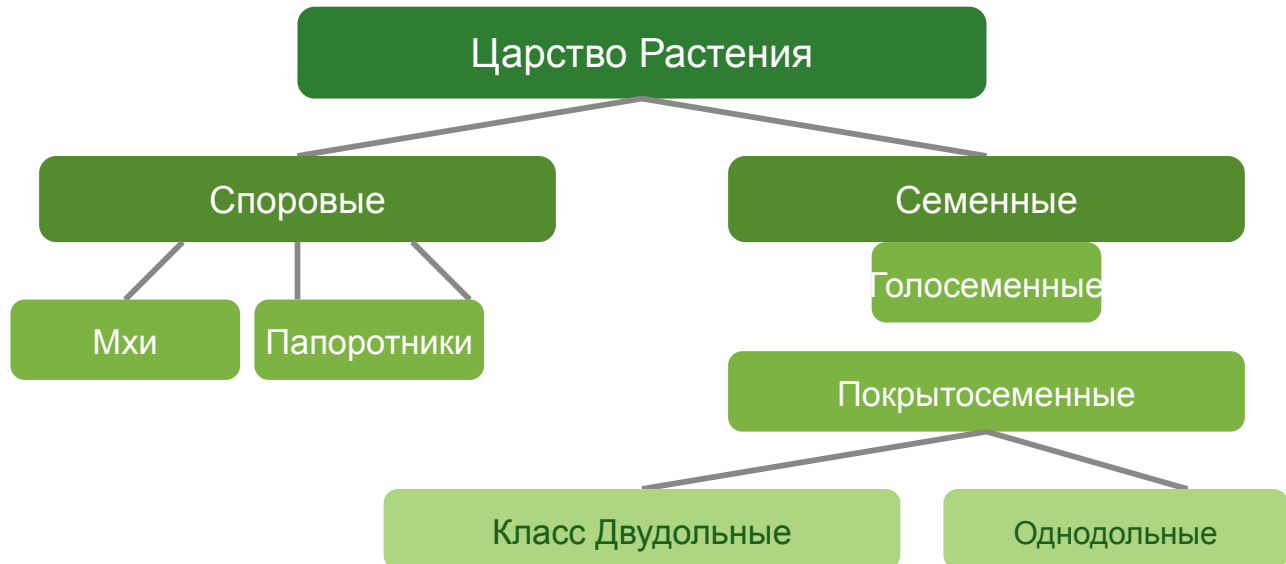 Царство Растения
Споровые
Семенные
Голосеменные
Мхи
Папоротники
Покрытосеменные
Класс Двудольные
Однодольные